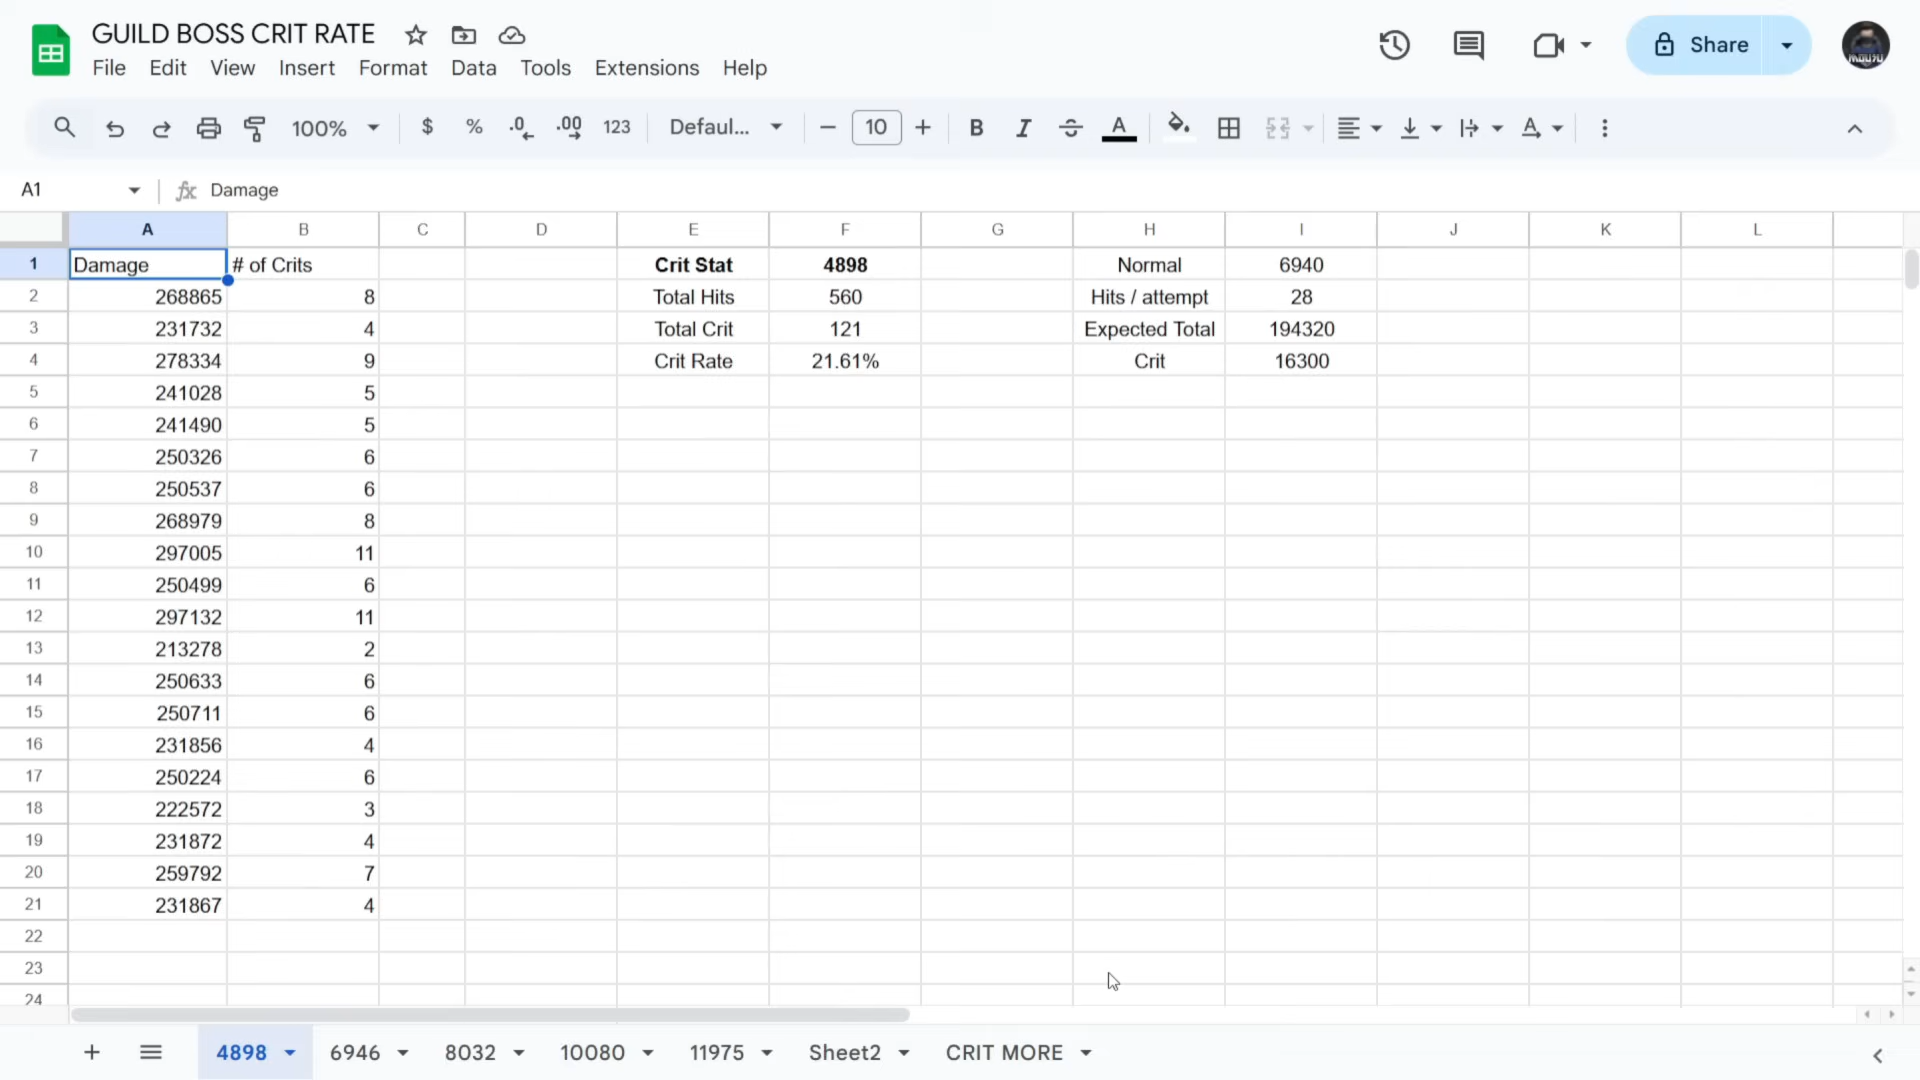 GUILD BOSS CRIT RATE
File Edit View Insert Format Data Tools Extensions Help
Share
100% $ % .0 .00 123 Defaul... 10 B I A A
A1 fx Damage
A B C D E F G H I J K L
1 Damage # of Crits Crit Stat 4898 Normal 6940
2 268865 8 Total Hits 560 Hits / attempt 28
3 231732 4 Total Crit 121 Expected Total 194320
4 278334 9 Crit Rate 21.61% Crit 16300
5 241028 5
6 241490 5
7 250326 6
8 250537 6
9 268979 8
10 297005 11
11 250499 6
12 297132 11
13 213278 2
14 250633 6
15 250711 6
16 231856 4
17 250224 6
18 222572 3
19 231872 4
20 259792 7
21 231867 4
22
23
24
4898 6946 8032 10080 11975 Sheet2 CRIT MORE